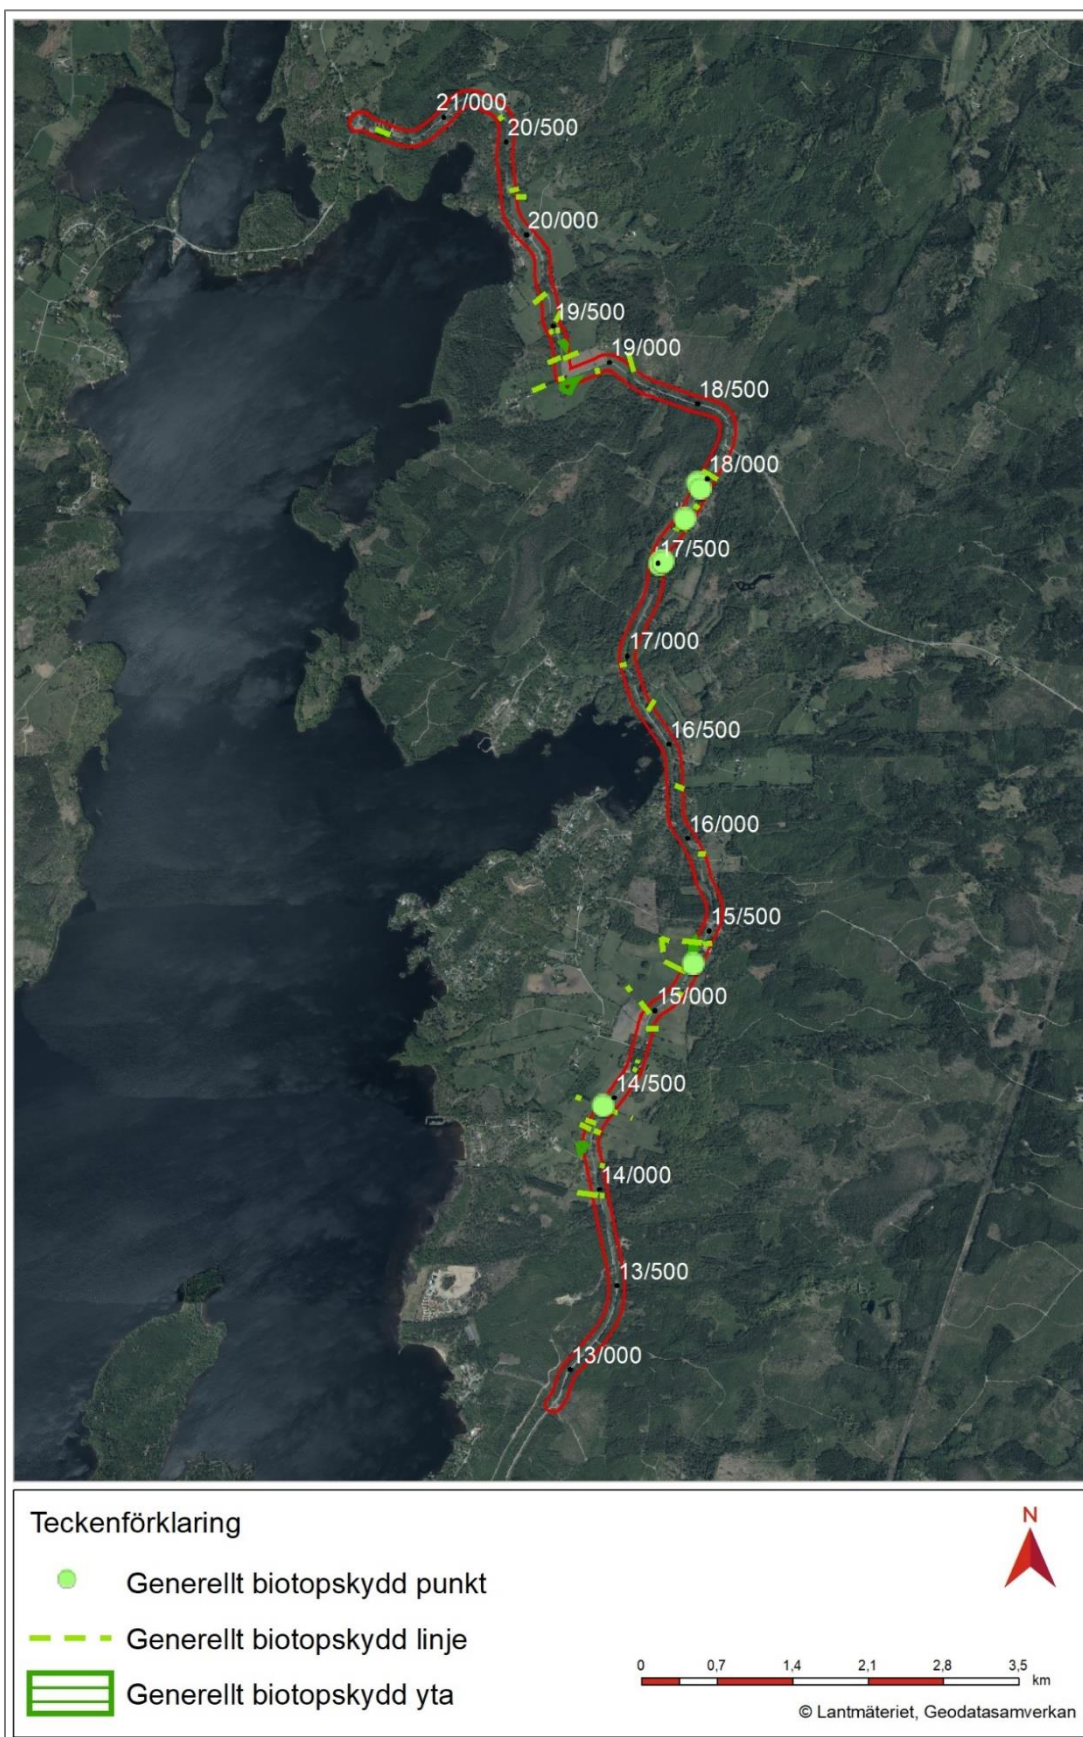 21/000
20/500
20/000
19/500
19/000
18/500
18/000
17/500
17/000
16/500
16/000
15/500
15/000
14/500
14/000
13/500
13/000
Teckenförklaring
Generellt biotopskydd punkt
Generellt biotopskydd linje
Generellt biotopskydd yta
N
0 0,7 1,4 2,1 2,8 3,5
km
© Lantmäteriet, Geodatasamverkan